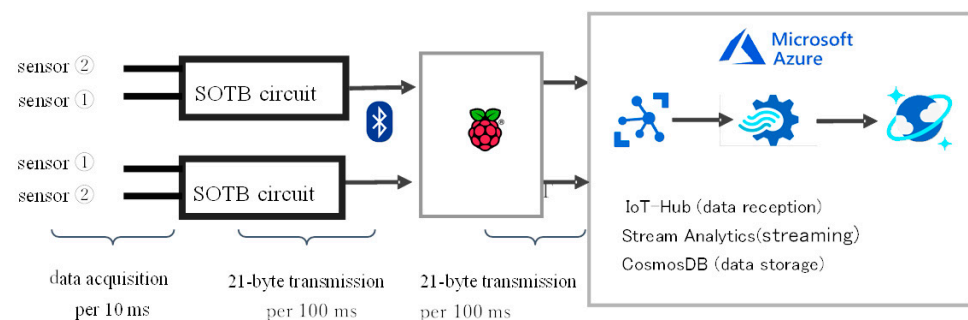 Microsoft
Azure
sensor ②
sensor ①
SOTB circuit
sensor ①
sensor ②
SOTB circuit
IoT-Hub (data reception)
Stream Analytics(streaming)
CosmosDB (data storage)
data acquisition
per 10 ms
21-byte transmission
per 100 ms
21-byte transmission
per 100 ms